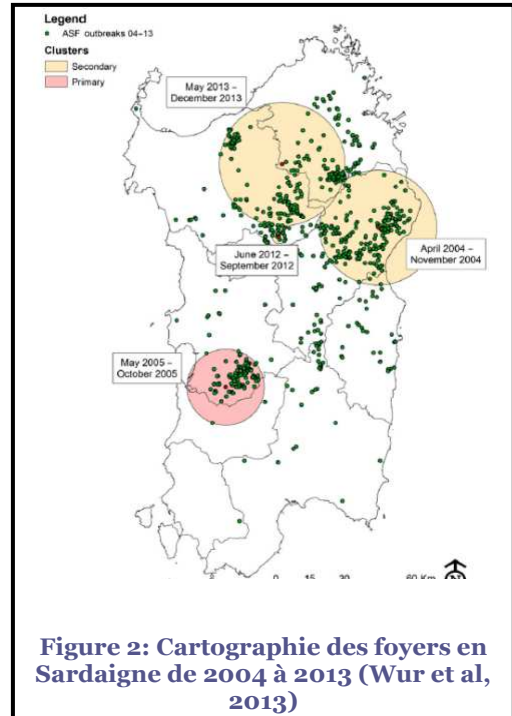 Legend
ASF outbreaks 04-13
Clusters
Secondary
Primary
May 2013 –
December 2013
June 2012 –
September 2012
April 2004 –
November 2004
May 2005 –
October 2005
0 15 30 60 Km
Figure 2: Cartographie des foyers en
Sardaigne de 2004 à 2013 (Wur et al,
2013)